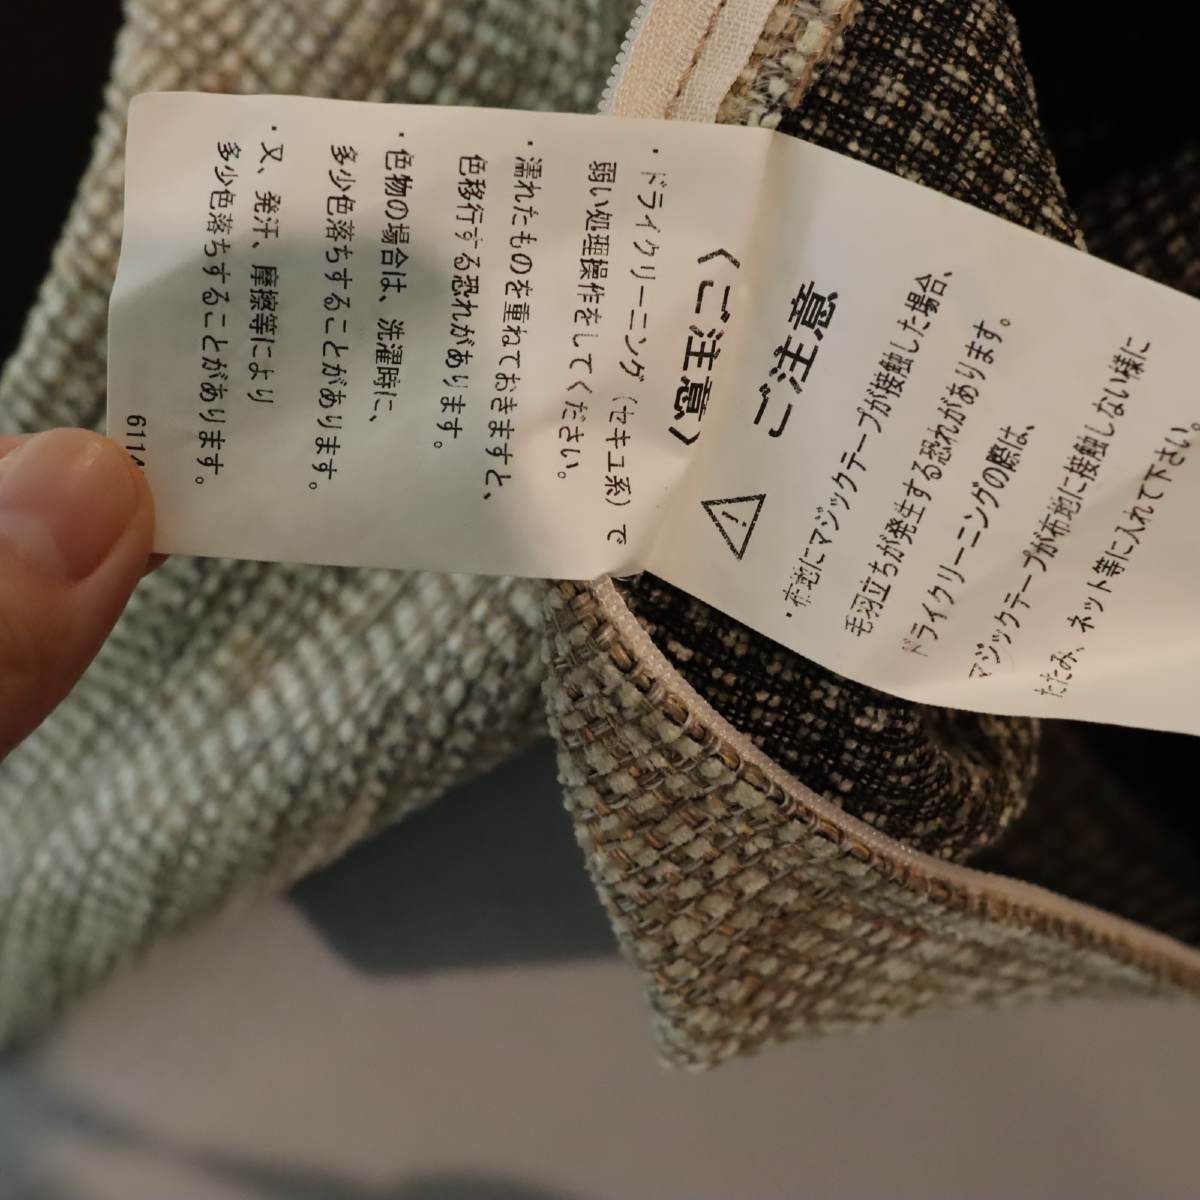 ご注意
・布地にマジックテープが接触した場合、
毛羽立ちが発生する恐れがあります。
ドライクリーニングの際は、
マジックテープが布地に接触しない様に
たたみ、ネット等に入れて下さい。
〈ご注意〉
・ドライクリーニング(セキユ系)で
弱い処理操作をしてください。
・濡れたものを重ねておきますと、
色移行する恐れがあります。
・色物の場合は、洗濯時に、
多少色落ちすることがあります。
・又、発汗、摩擦等により
多少色落ちすることがあります。